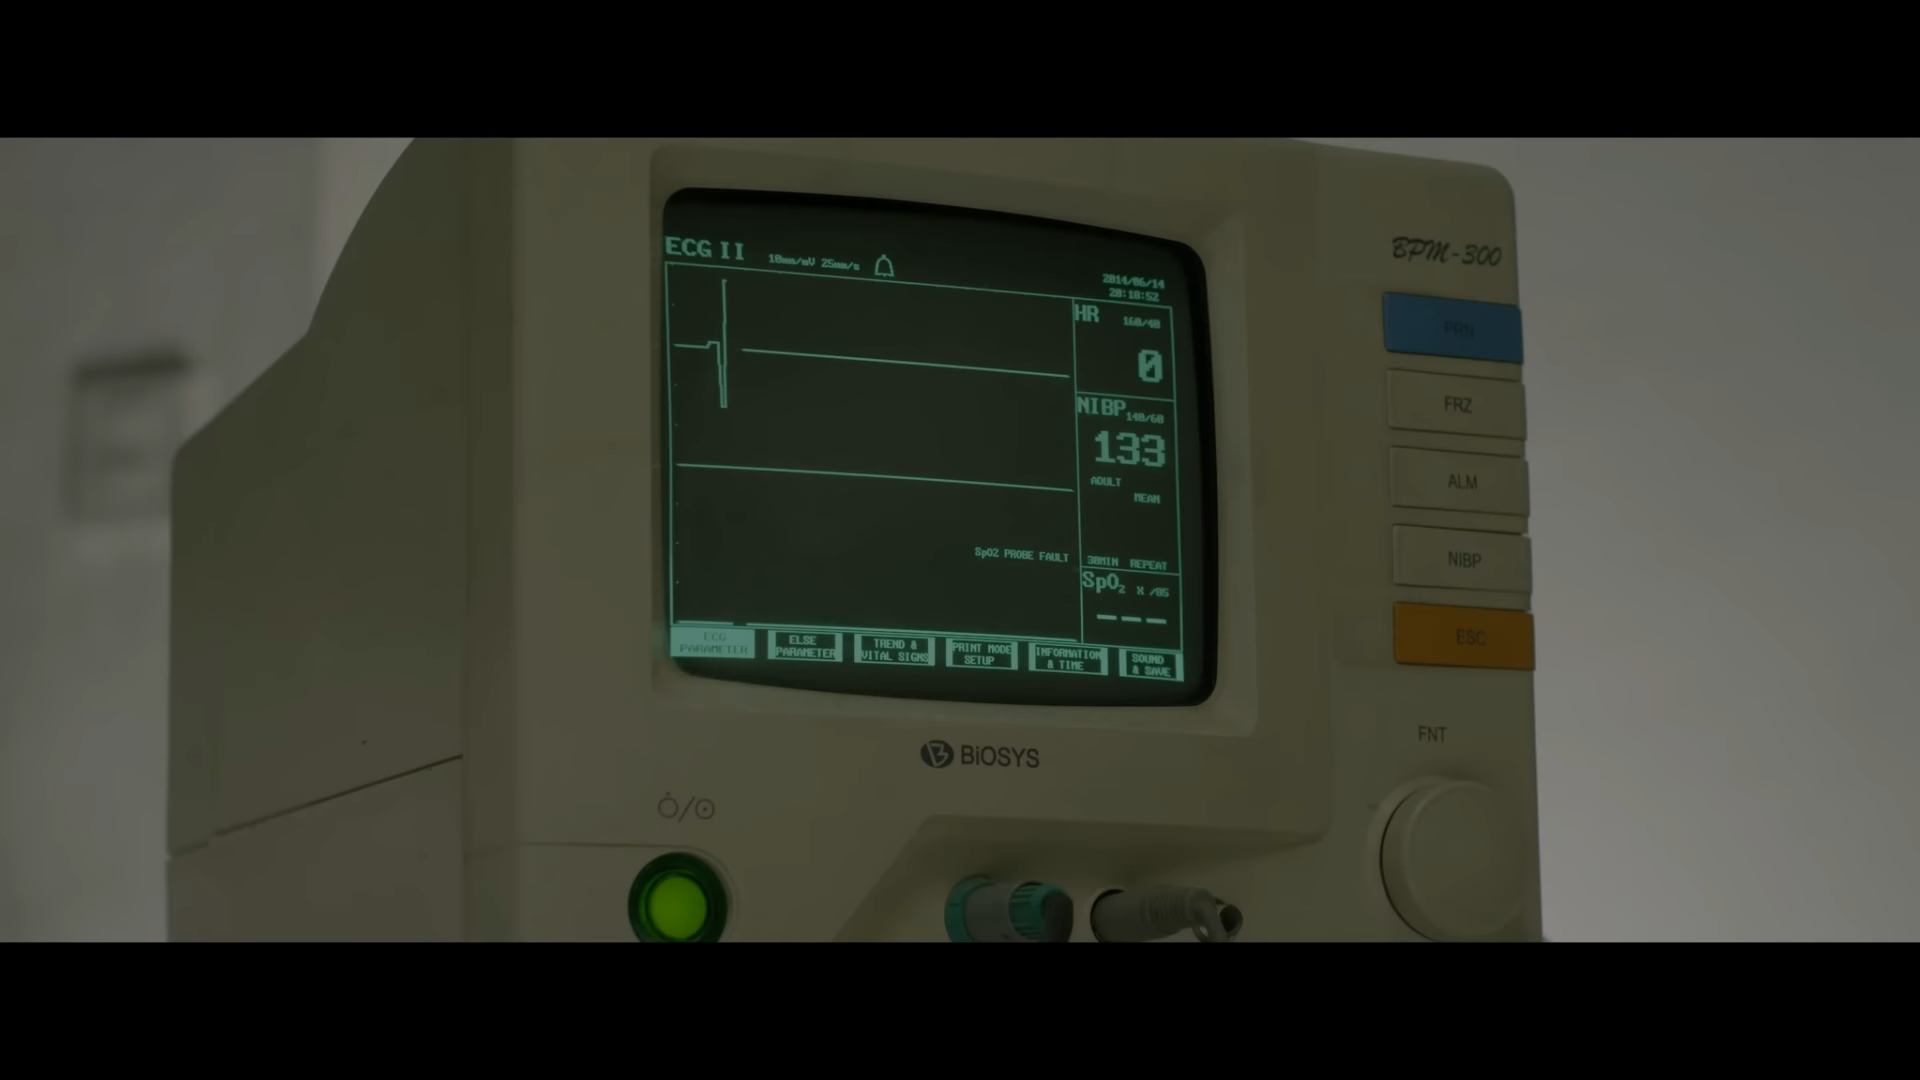 ECG II 10mm/mV 25mm/s
2014/06/14
20:18:52
HR 160/40
0
NIBP 140/60
133
ADULT
MEAN
30MIN REPEAT
SpO2 PROBE FAULT
SpO2 X /85
---
ECG
PARAMETER
ELSE
PARAMETER
TREND &
VITAL SIGNS
PRINT MODE
SETUP
INFORMATION
& TIME
SOUND
& SAVE
BiOSYS
BPM-300
PRN
FRZ
ALM
NIBP
ESC
FNT